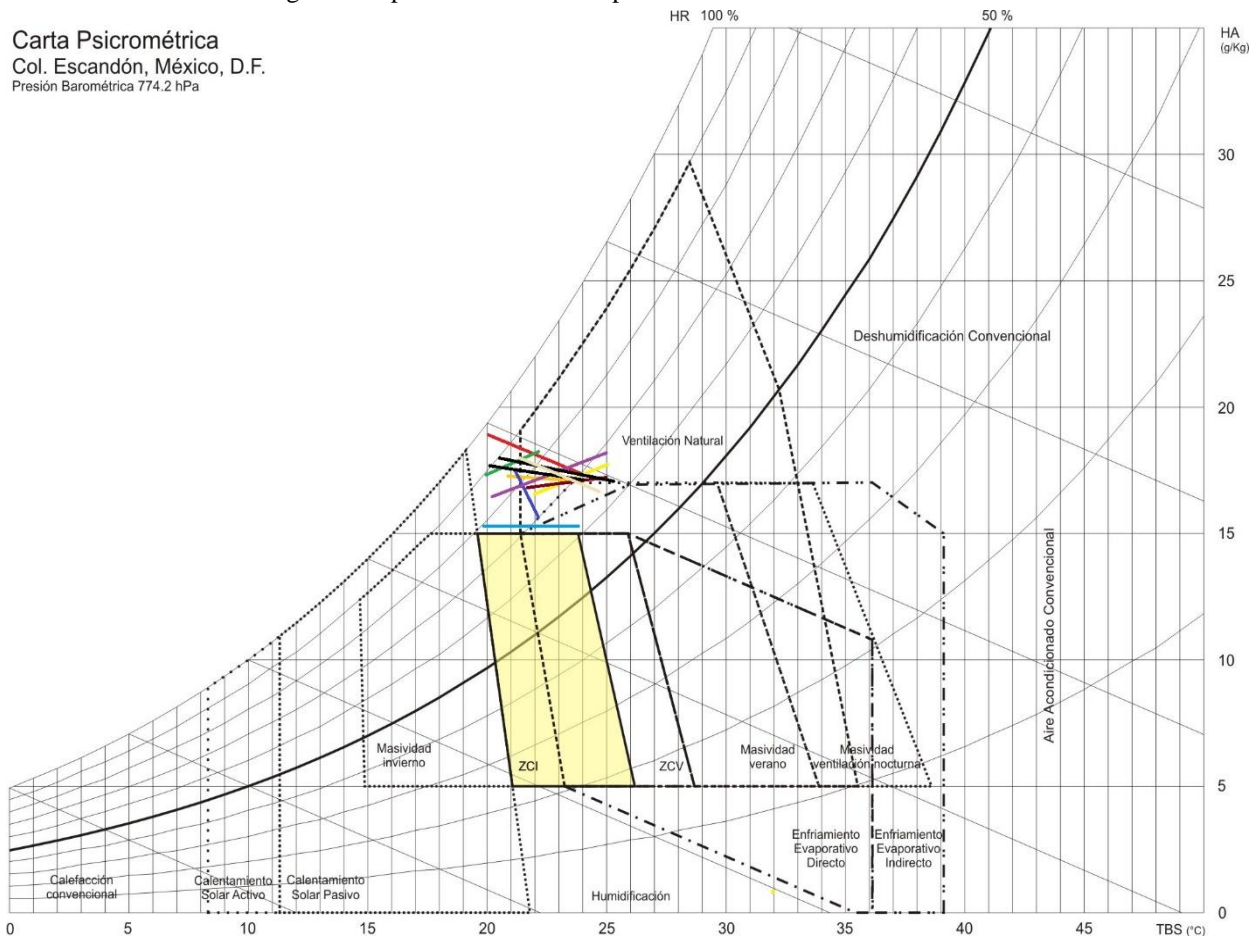 HR 100 % 50 %
Carta Psicrométrica
Col. Escandón, México, D.F.
Presión Barométrica 774.2 hPa
HA
(g/Kg)
30
25
Deshumidificación Convencional
20
Ventilación Natural
15
10
Aire Acondicionado Convencional
Masividad
invierno
ZCI
ZCV
Masividad
verano
Masividad
ventilación nocturna
5
Enfriamiento
Evaporativo
Directo
Enfriamiento
Evaporativo
Indirecto
Calefacción
convencional
Calentamiento
Solar Activo
Calentamiento
Solar Pasivo
Humidificación
0
0 5 10 15 20 25 30 35 40 45 TBS (°C)